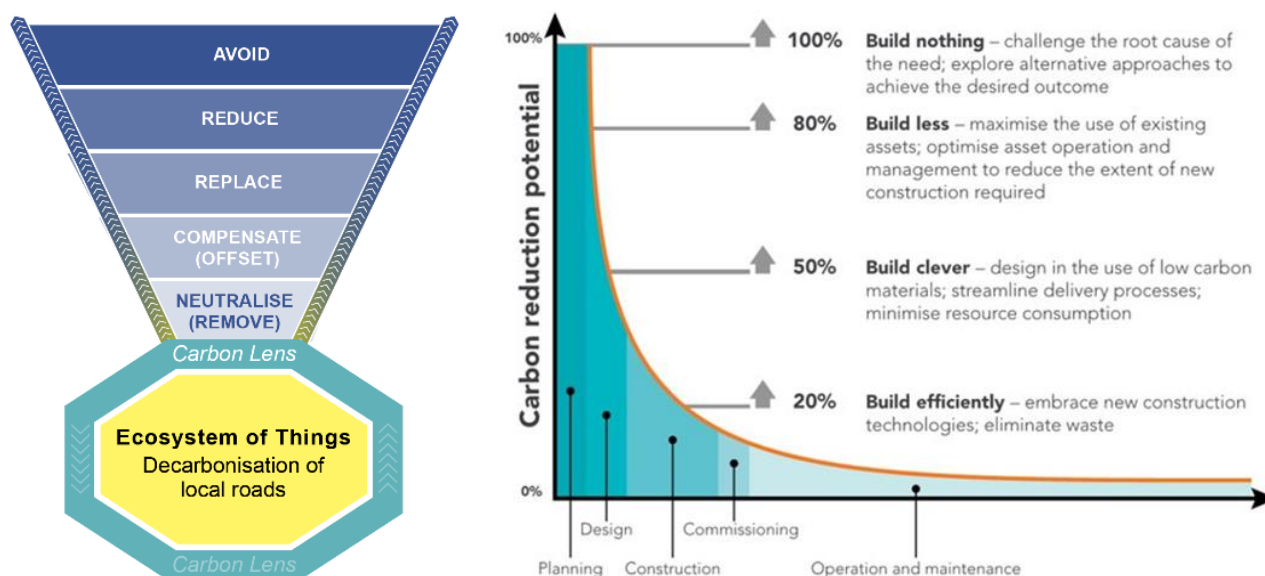 AVOID
REDUCE
REPLACE
COMPENSATE
(OFFSET)
NEUTRALISE
(REMOVE)
Carbon Lens
Ecosystem of Things
Decarbonisation of
local roads
Carbon Lens
Carbon reduction potential
100%
0%
100% Build nothing – challenge the root cause of
the need; explore alternative approaches to
achieve the desired outcome
80% Build less – maximise the use of existing
assets; optimise asset operation and
management to reduce the extent of new
construction required
50% Build clever – design in the use of low carbon
materials; streamline delivery processes;
minimise resource consumption
20% Build efficiently – embrace new construction
technologies; eliminate waste
Design
Commissioning
Planning
Construction
Operation and maintenance